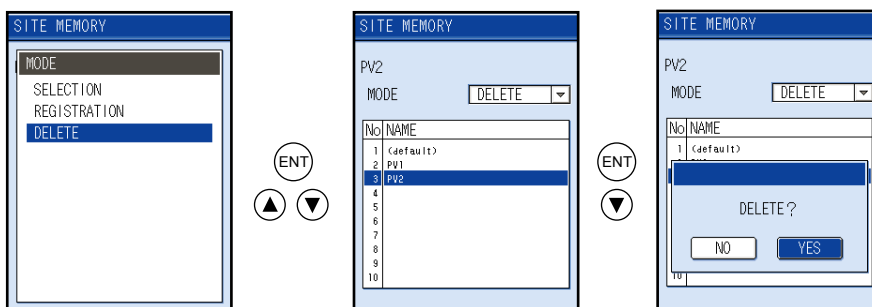 SITE MEMORY
MODE
SELECTION
REGISTRATION
DELETE
ENT
SITE MEMORY
PV2
MODE DELETE
No NAME
1 (default)
2 PV1
3 PV2
4
5
6
7
8
9
10
ENT
SITE MEMORY
PV2
MODE DELETE
No NAME
1 (default)
DELETE?
NO YES
10